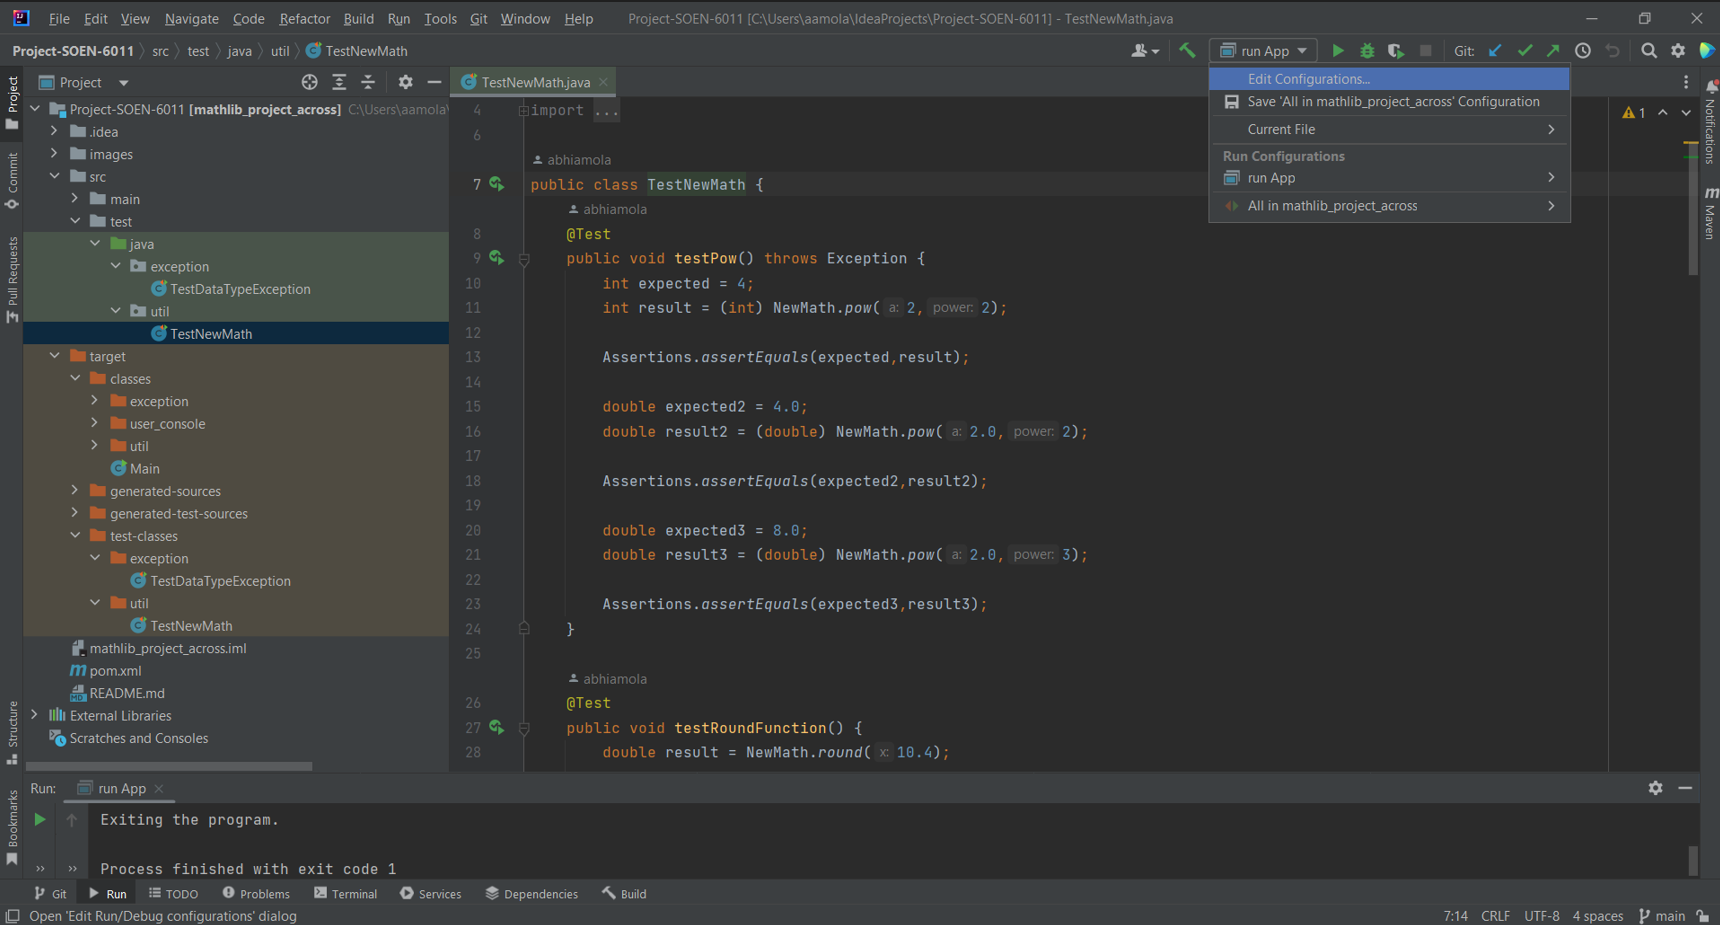 File Edit View Navigate Code Refactor Build Run Tools Git Window Help Project-SOEN-6011 [C:\Users\aamola\IdeaProjects\Project-SOEN-6011] - TestNewMath.java
Project-SOEN-6011 src test java util TestNewMath run App Git:
Project
TestNewMath.java
Edit Configurations...
Save 'All in mathlib_project_across' Configuration
Current File
Run Configurations
run App
All in mathlib_project_across
1
Project
Commit
Pull Requests
Structure
Bookmarks
Notifications
m Maven
Project-SOEN-6011 [mathlib_project_across] C:\Users\aamola\
.idea
images
src
main
test
java
exception
TestDataTypeException
util
TestNewMath
target
classes
exception
user_console
util
Main
generated-sources
generated-test-sources
test-classes
exception
TestDataTypeException
util
TestNewMath
mathlib_project_across.iml
m pom.xml
README.md
External Libraries
Scratches and Consoles
4 import ...
6
abhiamola
7 public class TestNewMath {
abhiamola
8 @Test
9 public void testPow() throws Exception {
10 int expected = 4;
11 int result = (int) NewMath.pow( a: 2, power: 2);
12
13 Assertions.assertEquals(expected,result);
14
15 double expected2 = 4.0;
16 double result2 = (double) NewMath.pow( a: 2.0, power: 2);
17
18 Assertions.assertEquals(expected2,result2);
19
20 double expected3 = 8.0;
21 double result3 = (double) NewMath.pow( a: 2.0, power: 3);
22
23 Assertions.assertEquals(expected3,result3);
24 }
25
abhiamola
26 @Test
27 public void testRoundFunction() {
28 double result = NewMath.round( x: 10.4);
Run: run App
Exiting the program.
Process finished with exit code 1
Git Run TODO Problems Terminal Services Dependencies Build
Open 'Edit Run/Debug configurations' dialog 7:14 CRLF UTF-8 4 spaces main